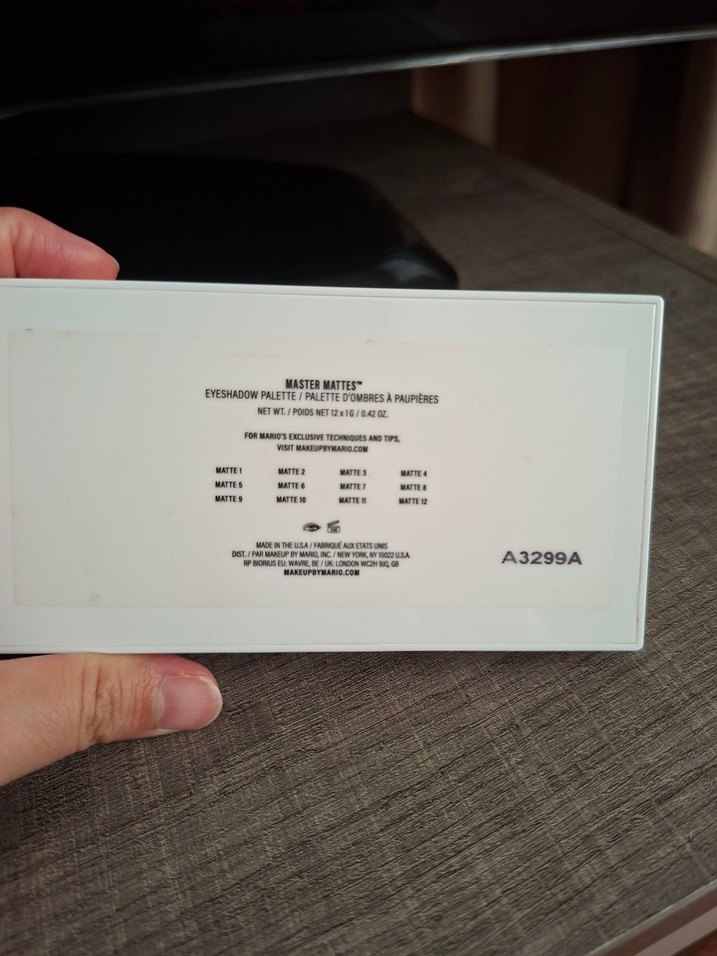 MASTER MATTES™
EYESHADOW PALETTE / PALETTE D'OMBRES À PAUPIÈRES
NET WT. / POIDS NET 12 x 1 G / 0.42 OZ.
FOR MARIO'S EXCLUSIVE TECHNIQUES AND TIPS,
VISIT MAKEUPBYMARIO.COM
MATTE 1 MATTE 2 MATTE 3 MATTE 4
MATTE 5 MATTE 6 MATTE 7 MATTE 8
MATTE 9 MATTE 10 MATTE 11 MATTE 12
MADE IN THE U.S.A / FABRIQUÉ AUX ETATS UNIS
DIST. / PAR MAKEUP BY MARIO, INC. / NEW YORK, NY 10022 U.S.A.
RP BIORIUS EU: WAVRE, BE / UK: LONDON WC2H 9JQ, GB
MAKEUPBYMARIO.COM
A3299A